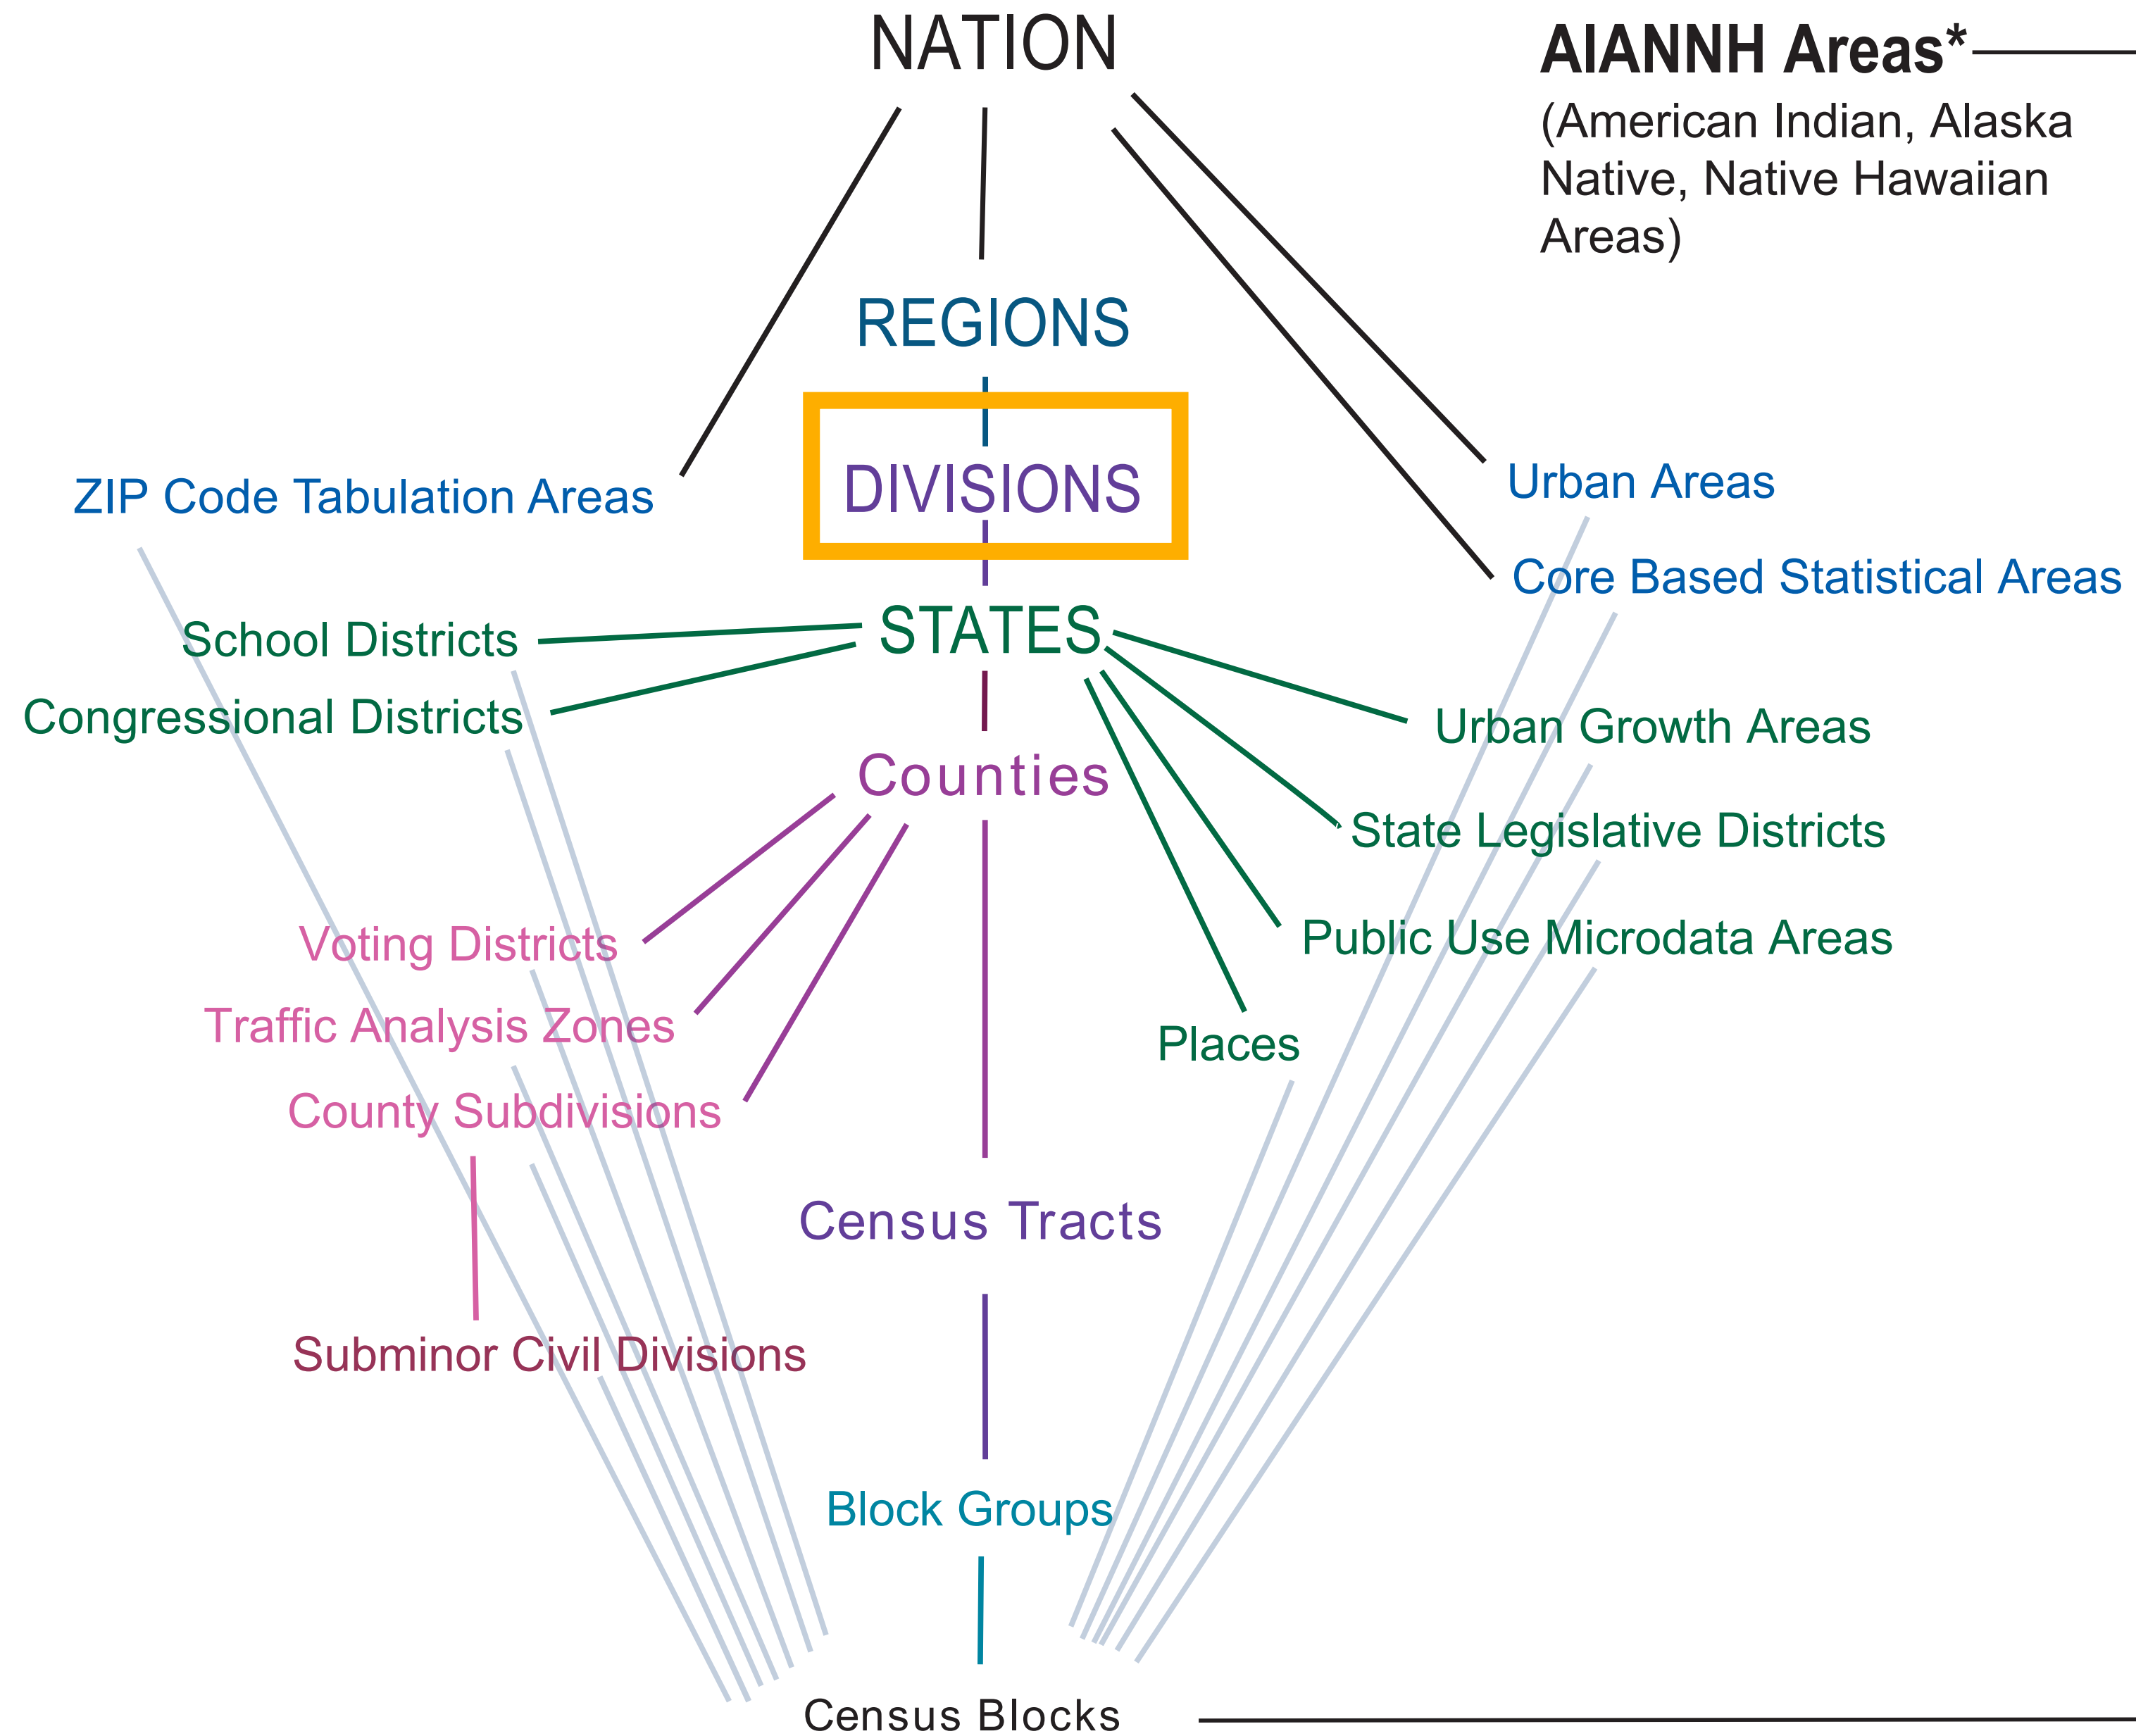 NATION
AIANNH Areas*
(American Indian, Alaska
Native, Native Hawaiian
Areas)
REGIONS
DIVISIONS
ZIP Code Tabulation Areas
Urban Areas
Core Based Statistical Areas
STATES
School Districts
Congressional Districts
Urban Growth Areas
Counties
State Legislative Districts
Voting Districts
Public Use Microdata Areas
Traffic Analysis Zones
Places
County Subdivisions
Census Tracts
Subminor Civil Divisions
Block Groups
Census Blocks